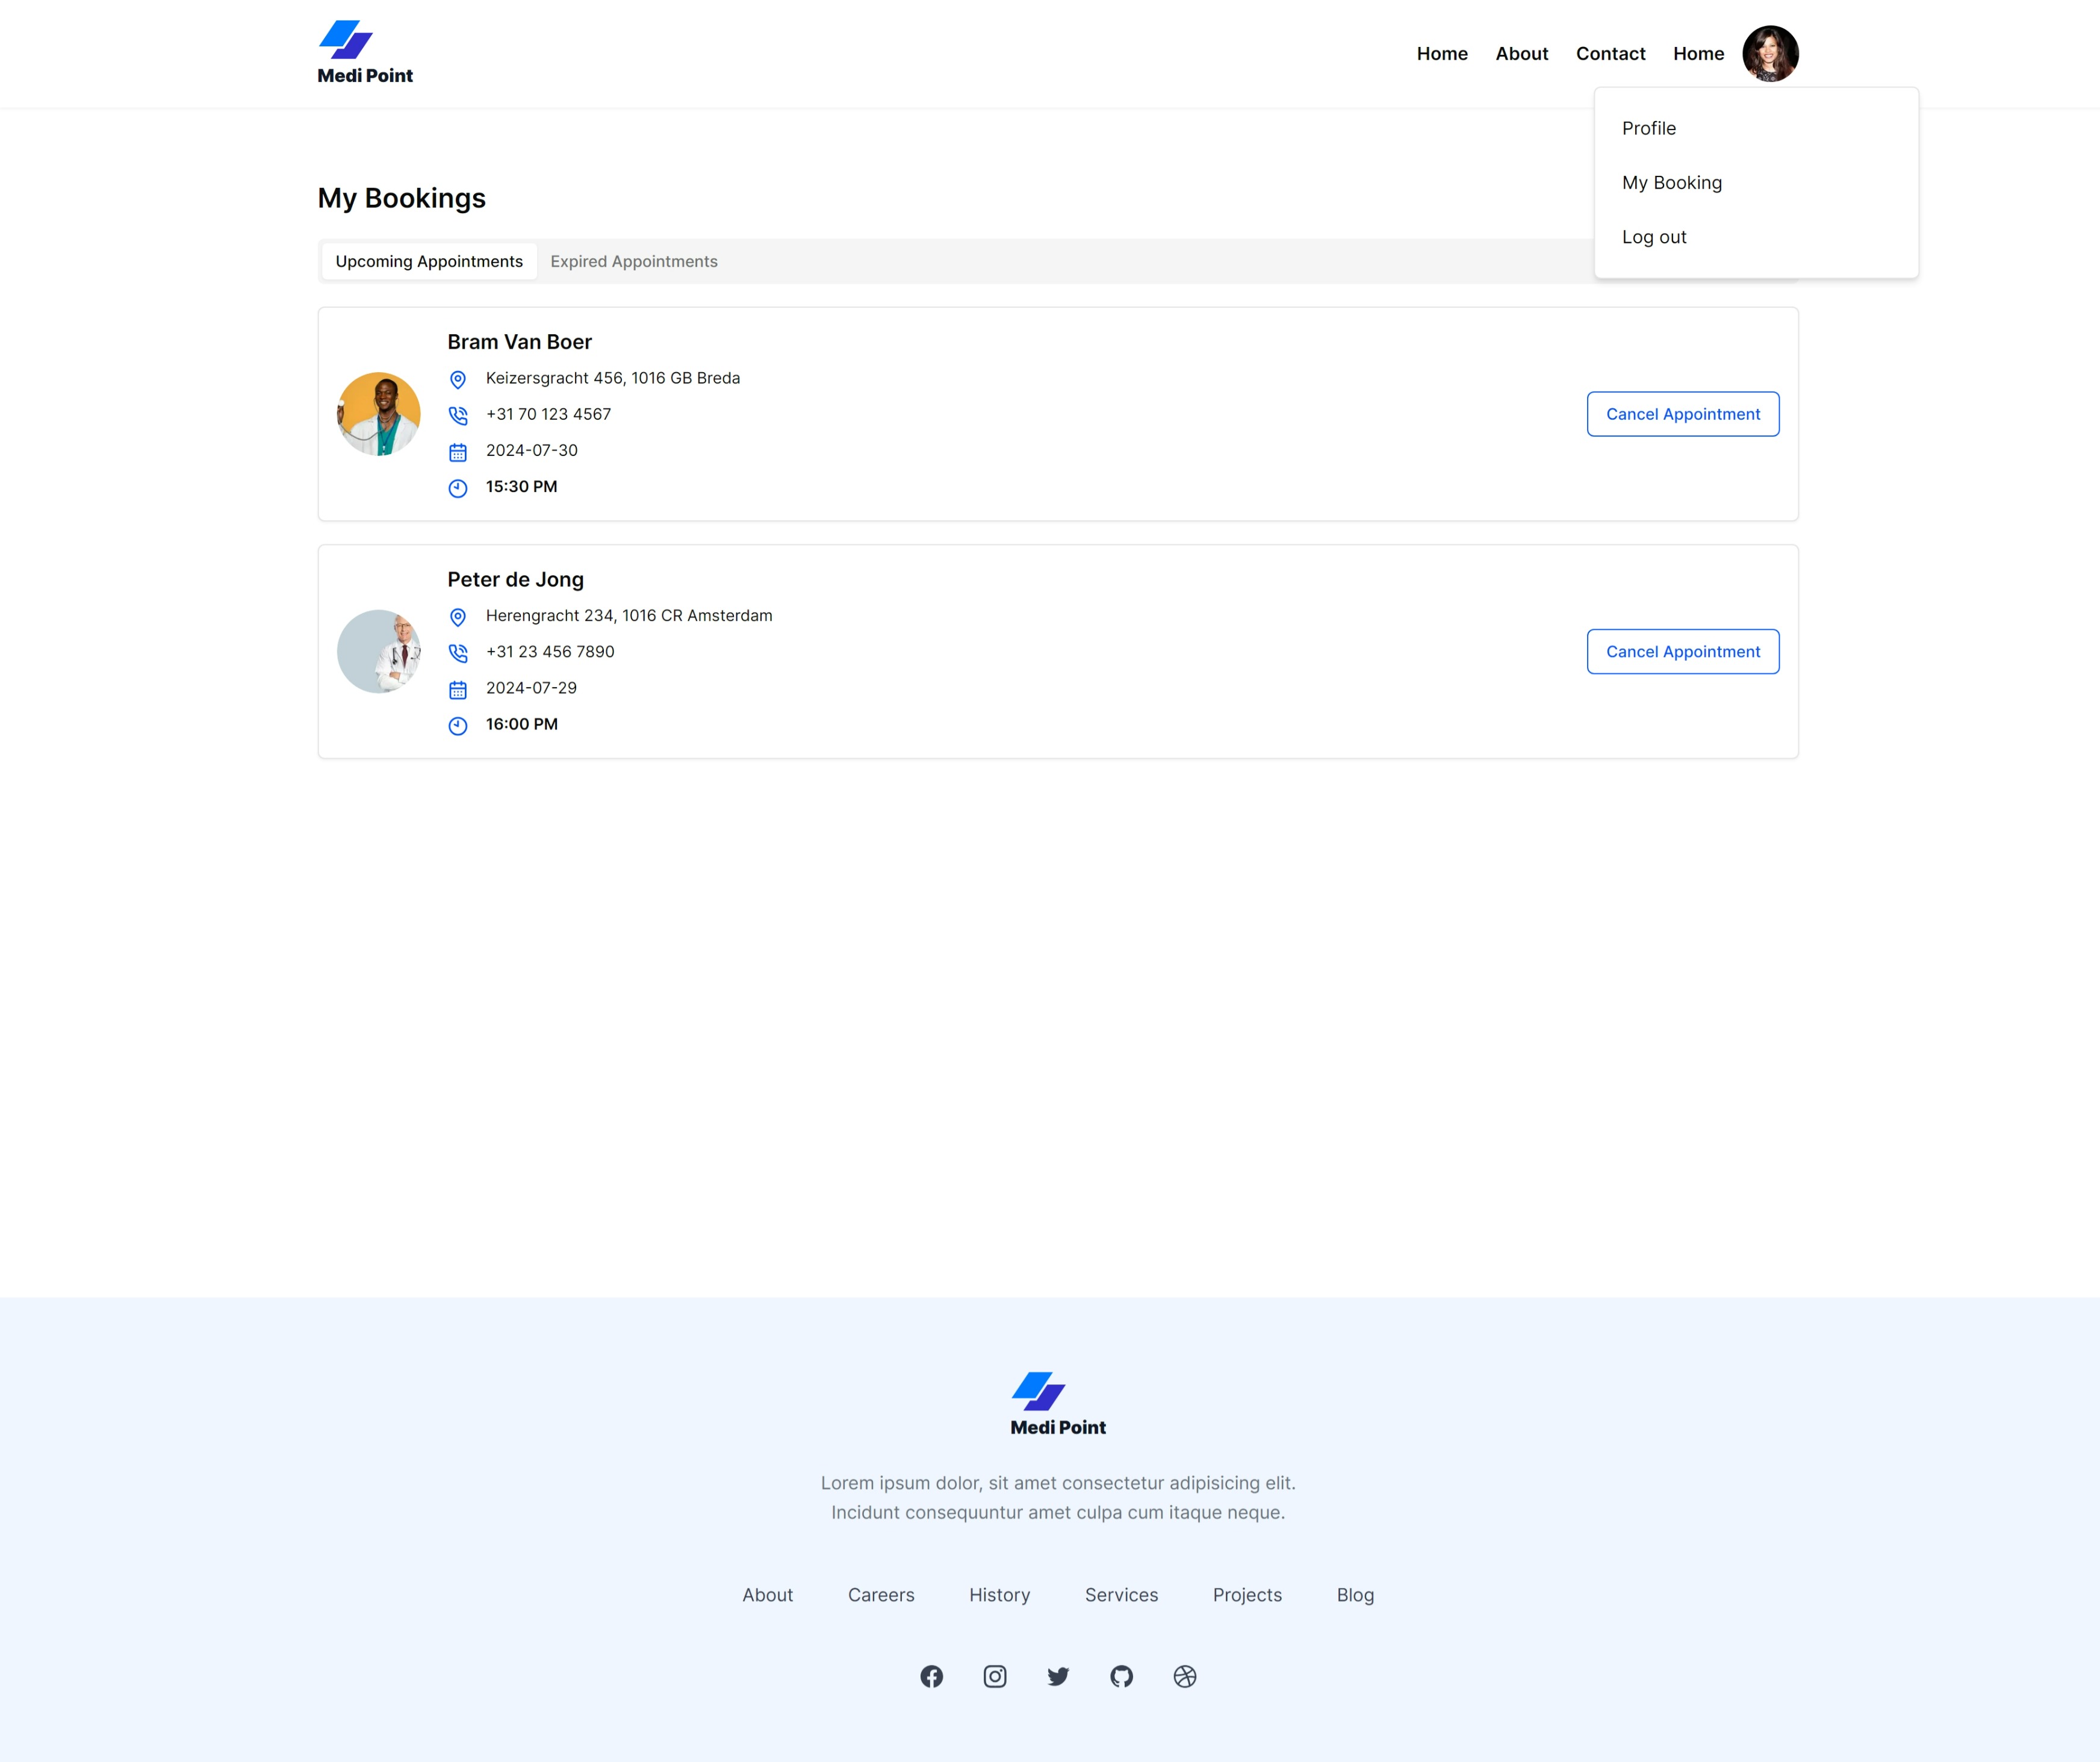 Medi Point
Home
About
Contact
Home
Profile
My Booking
Log out
My Bookings
Upcoming Appointments
Expired Appointments
Bram Van Boer
Keizersgracht 456, 1016 GB Breda
+31 70 123 4567
2024-07-30
15:30 PM
Cancel Appointment
Peter de Jong
Herengracht 234, 1016 CR Amsterdam
+31 23 456 7890
2024-07-29
16:00 PM
Cancel Appointment
Medi Point
Lorem ipsum dolor, sit amet consectetur adipisicing elit.
Incidunt consequuntur amet culpa cum itaque neque.
About
Careers
History
Services
Projects
Blog